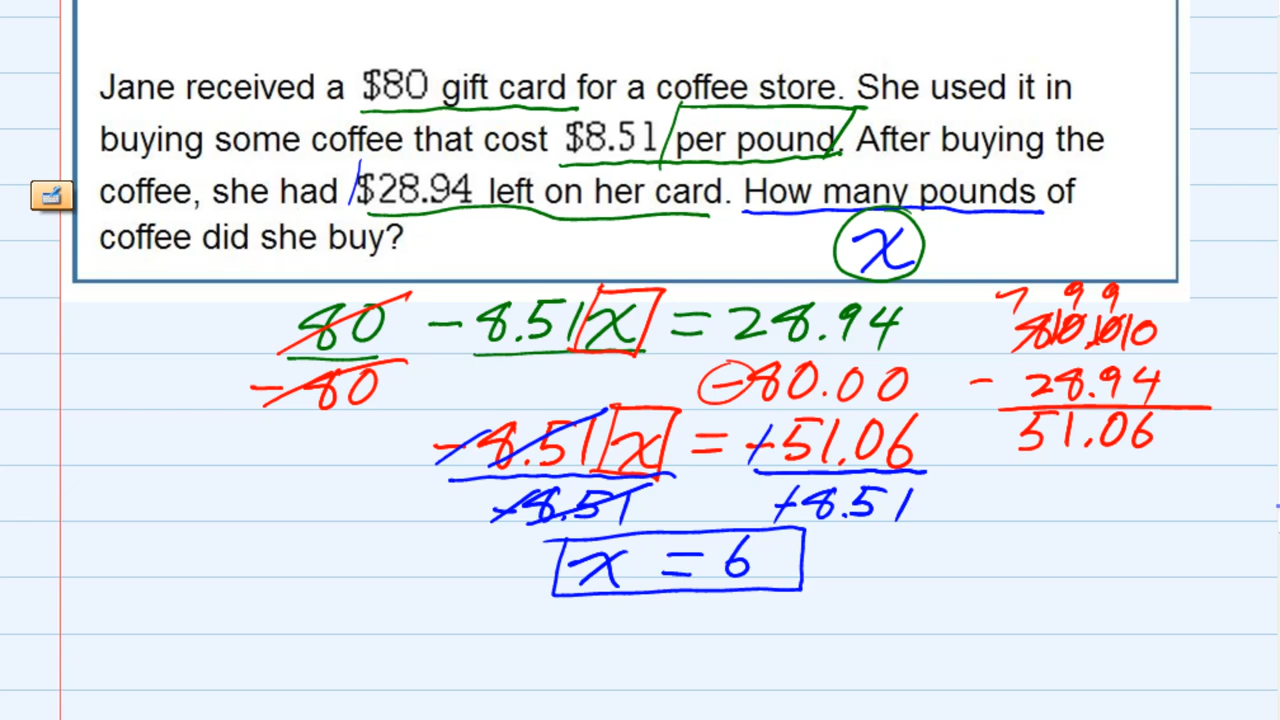 Jane received a $80 gift card for a coffee store. She used it in
buying some coffee that cost $8.51 per pound. After buying the
coffee, she had $28.94 left on her card. How many pounds of
coffee did she buy?
x
80 - 8.51x = 28.94
-80 -80.00
-8.51x = -51.06
-8.51 -8.51
x = 6
7 9 9
80.00
- 28.94
51.06